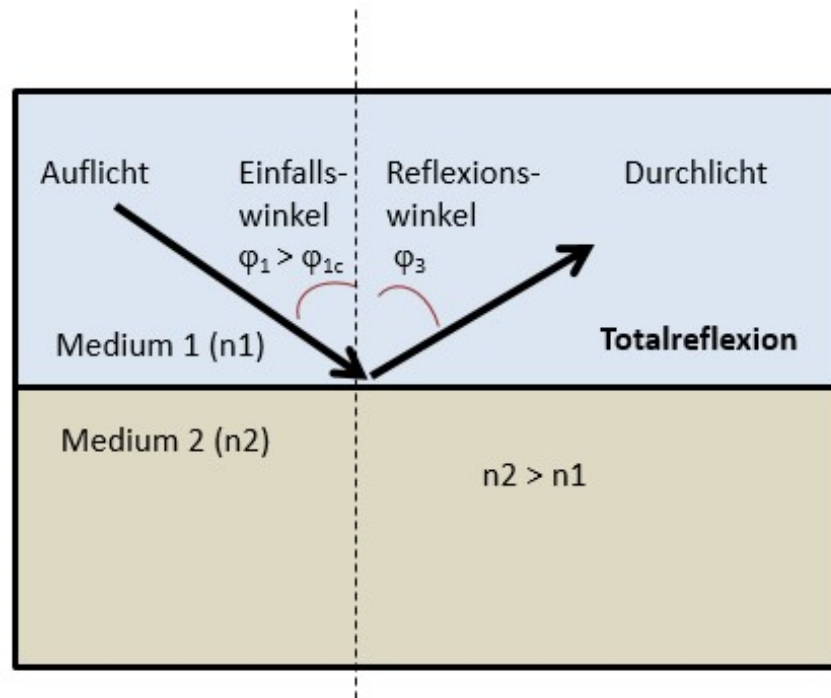 Auflicht
Einfalls-
winkel
φ₁ > φ₁c
Reflexions-
winkel
φ₃
Durchlicht
Medium 1 (n1)
Totalreflexion
Medium 2 (n2)
n2 > n1